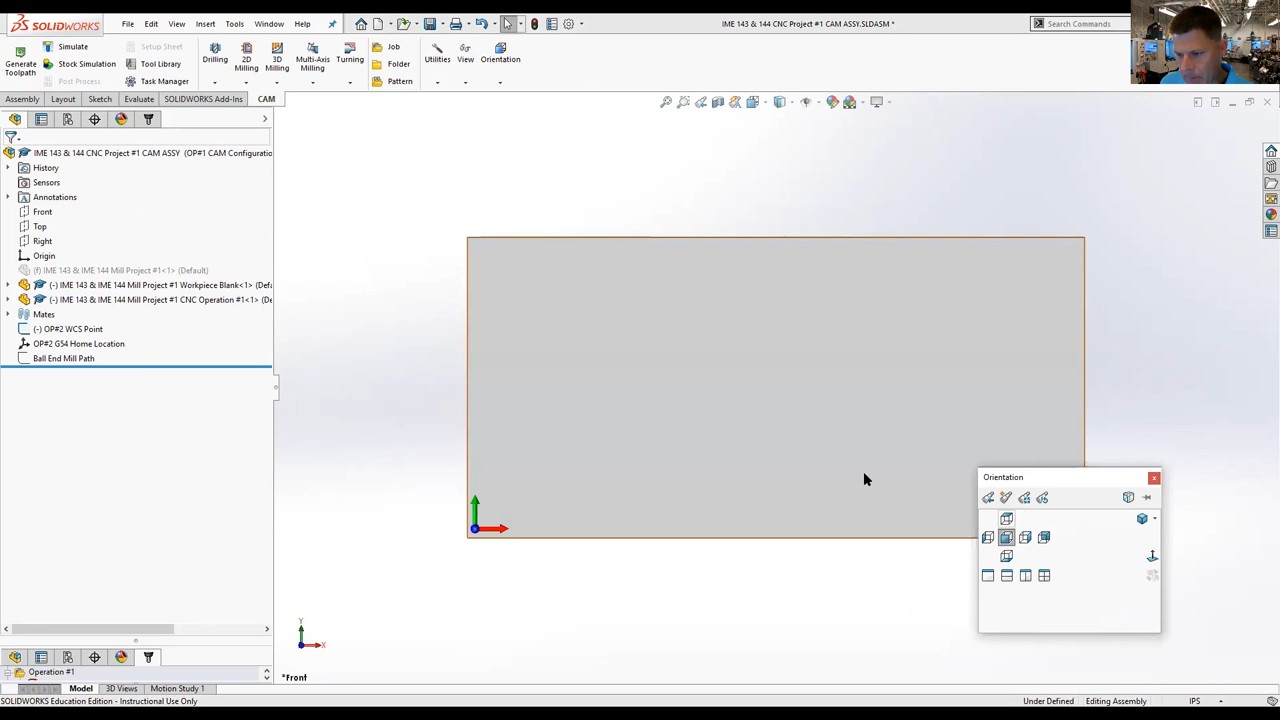 SOLIDWORKS
File Edit View Insert Tools Window Help
IME 143 & 144 CNC Project #1 CAM ASSY.SLDASM *
Search Commands
Generate Toolpath
Simulate
Stock Simulation
Post Process
Setup Sheet
Tool Library
Task Manager
Drilling
2D Milling
3D Milling
Multi-Axis Milling
Turning
Job
Folder
Pattern
Utilities
View
Orientation
Assembly Layout Sketch Evaluate SOLIDWORKS Add-Ins CAM
IME 143 & 144 CNC Project #1 CAM ASSY (OP#1 CAM Configuratio
History
Sensors
Annotations
Front
Top
Right
Origin
(f) IME 143 & IME 144 Mill Project #1<1> (Default)
(-) IME 143 & IME 144 Mill Project #1 Workpiece Blank<1> (Defa
(-) IME 143 & IME 144 Mill Project #1 CNC Operation #1<1> (De
Mates
(-) OP#2 WCS Point
OP#2 G54 Home Location
Ball End Mill Path
Orientation
Y
X
*Front
Operation #1
Model 3D Views Motion Study 1
SOLIDWORKS Education Edition - Instructional Use Only
Under Defined Editing Assembly IPS